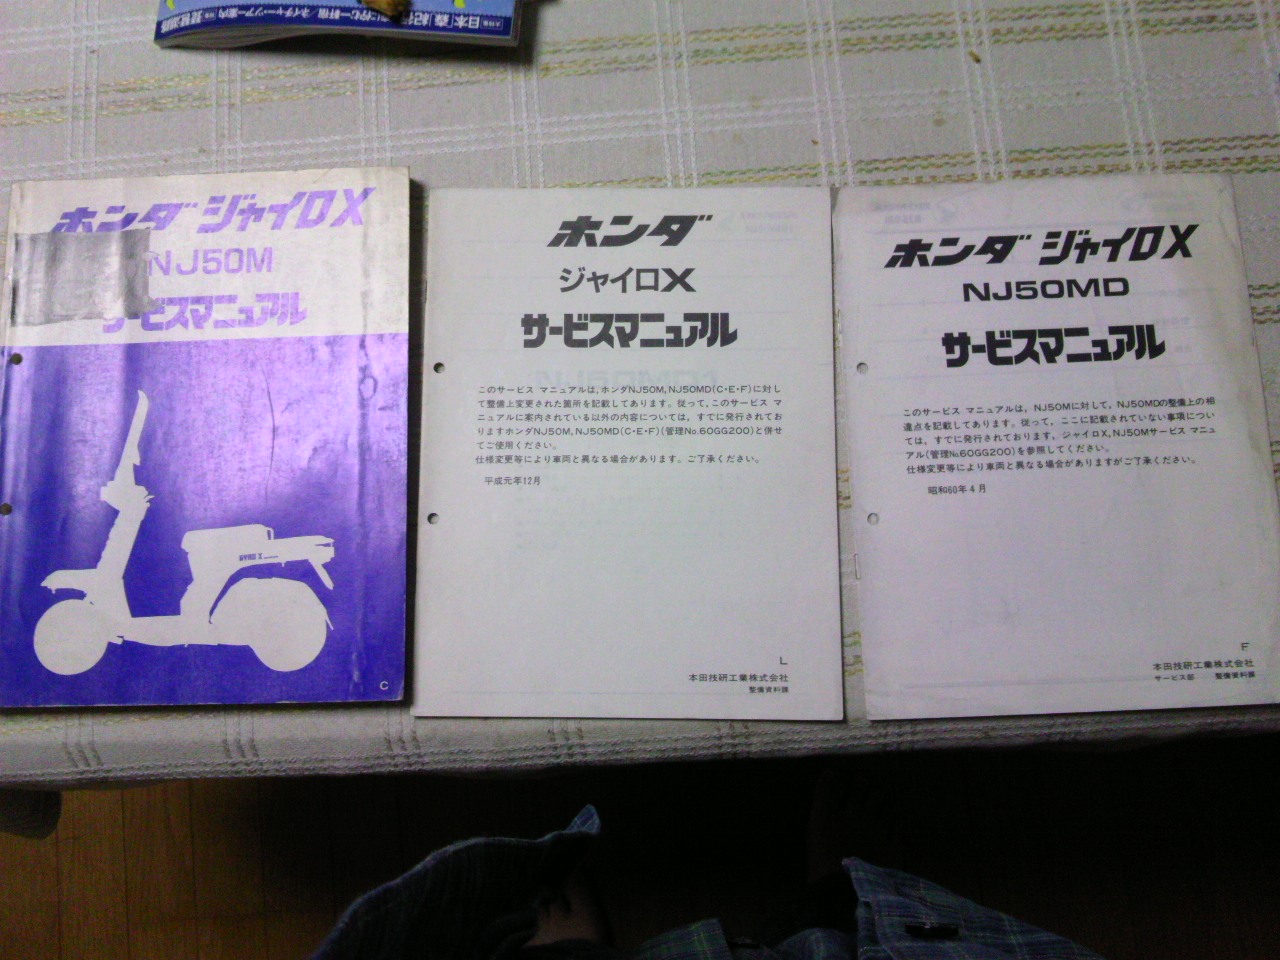 ホンダ ジャイロX
NJ50M
サービスマニュアル
GYRO X
C
ホンダ
ジャイロX
サービスマニュアル
このサービス マニュアルは,ホンダNJ50M,NJ50MD(C・E・F)に対し
て整備上変更された箇所を記載してあります。従って,このサービス マ
ニュアルに案内されている以外の内容については,すでに発行されてお
りますホンダNJ50M,NJ50MD(C・E・F)(管理No.60GG200)と併せ
てご使用ください。
仕様変更等により車両と異なる場合があります。ご了承ください。
平成元年12月
L
本田技研工業株式会社
整備資料課
ホンダ ジャイロX
NJ50MD
サービスマニュアル
このサービス マニュアルは,NJ50Mに対して,NJ50MDの整備上の相
違点を記載してあります。従って,ここに記載されていない事項につい
ては,すでに発行されております,ジャイロX,NJ50Mサービス マニュ
アル(管理No.60GG200)を参照してください。
仕様変更等により車両と異なる場合がありますがご了承ください。
昭和60年4月
F
本田技研工業株式会社
サービス部 整備資料課